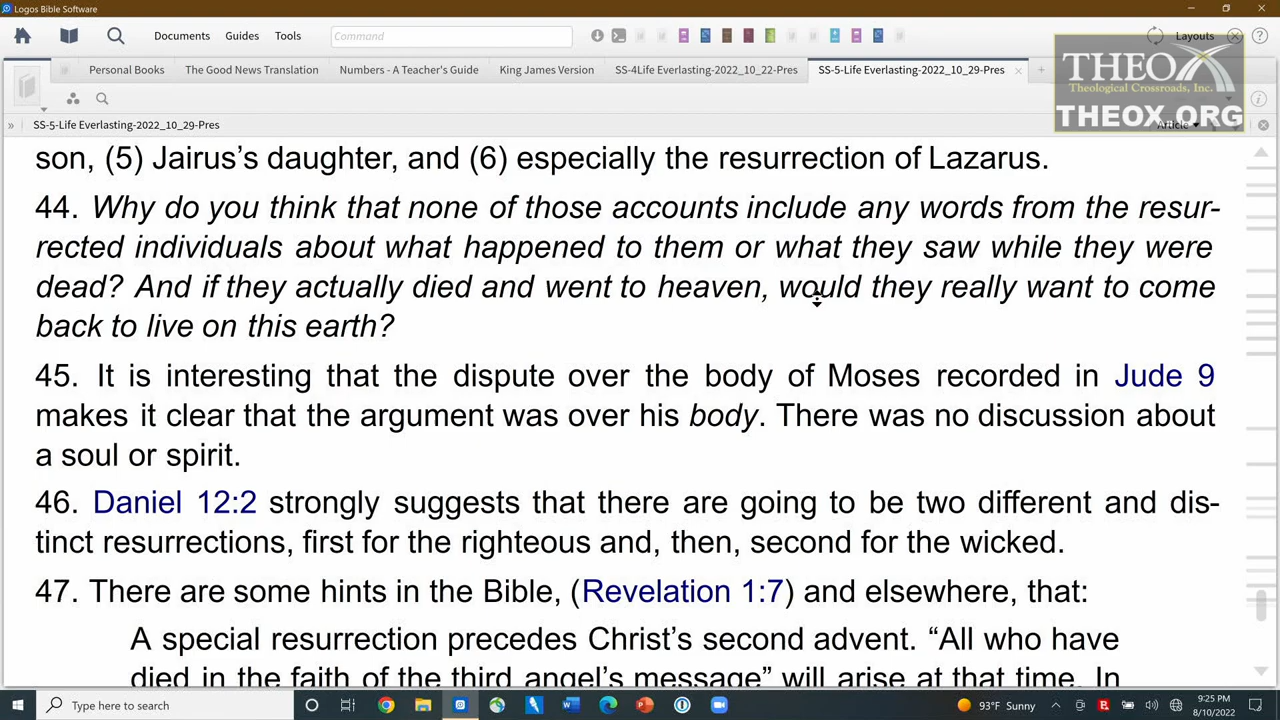 Logos Bible Software
Documents Guides Tools Command Layouts
THEOX
Theological Crossroads, Inc.
THEOX.ORG
Personal Books The Good News Translation Numbers - A Teacher's Guide King James Version SS-4Life Everlasting-2022_10_22-Pres SS-5-Life Everlasting-2022_10_29-Pres
SS-5-Life Everlasting-2022_10_29-Pres Article
son, (5) Jairus's daughter, and (6) especially the resurrection of Lazarus.
44. Why do you think that none of those accounts include any words from the resur-
rected individuals about what happened to them or what they saw while they were
dead? And if they actually died and went to heaven, would they really want to come
back to live on this earth?
45. It is interesting that the dispute over the body of Moses recorded in Jude 9
makes it clear that the argument was over his body. There was no discussion about
a soul or spirit.
46. Daniel 12:2 strongly suggests that there are going to be two different and dis-
tinct resurrections, first for the righteous and, then, second for the wicked.
47. There are some hints in the Bible, (Revelation 1:7) and elsewhere, that:
A special resurrection precedes Christ's second advent. “All who have
died in the faith of the third angel's message” will arise at that time. In
Type here to search 93°F Sunny 9:25 PM
8/10/2022